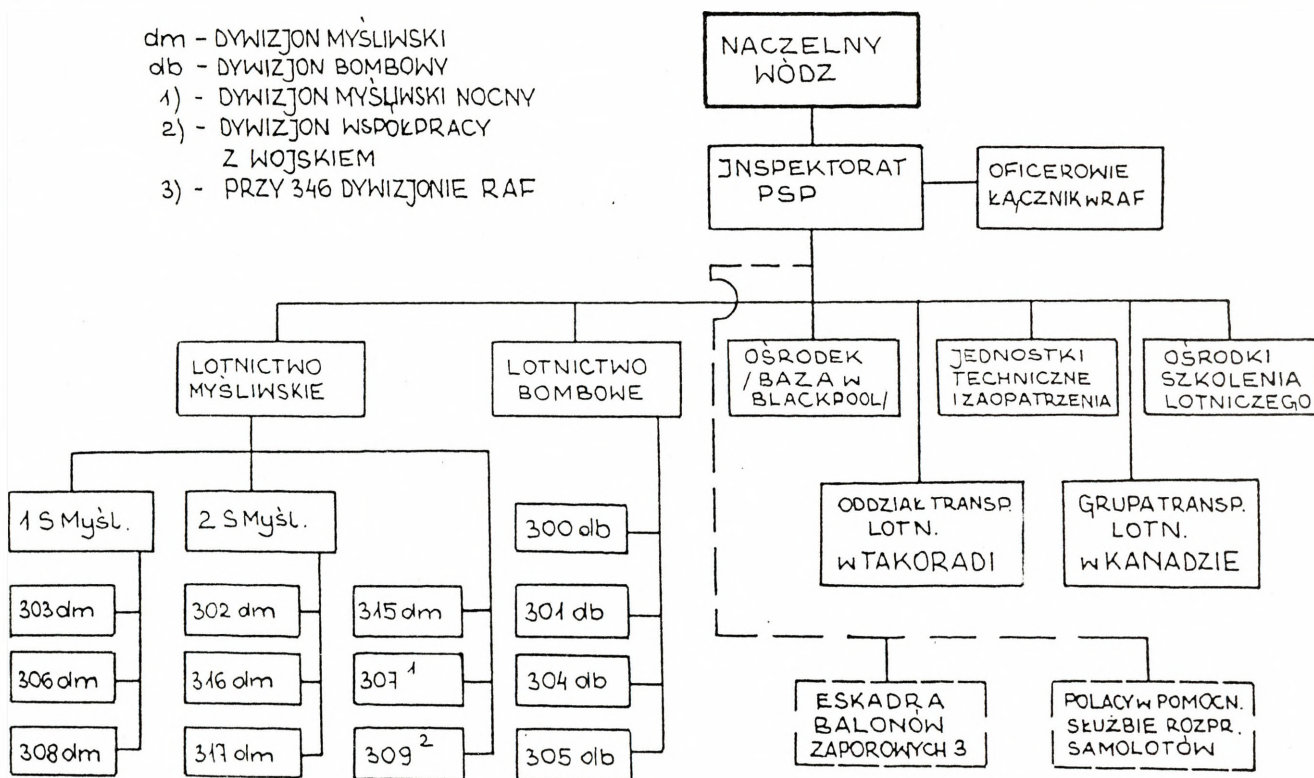 dm - DYWIZJON MYŚLIWSKI
db - DYWIZJON BOMBOWY
1) - DYWIZJON MYŚLIWSKI NOCNY
2) - DYWIZJON WSPÓŁPRACY
Z WOJSKIEM
3) - PRZY 346 DYWIZJONIE RAF
NACZELNY
WÓDZ
JNSPEKTORAT
PSP
OFICEROWIE
ŁĄCZNIK w RAF
LOTNICTWO
MYŚLIWSKIE
LOTNICTWO
BOMBOWE
OŚRODEK
/ BAZA W
BLACKPOOL/
JEDNOSTKI
TECHNICZNE
I ZAOPATRZENIA
OŚRODKI
SZKOLENIA
LOTNICZEGO
1 S Myśl.
2 S Myśl.
ODDZIAŁ TRANSP.
LOTN.
w TAKORADI
GRUPA TRANSP.
LOTN.
w KANADZIE
303 dm
306 dm
308 dm
302 dm
316 dm
317 dm
315 dm
307 1
309 2
300 db
301 db
304 db
305 db
ESKADRA
BALONÓW
ZAPOROWYCH 3
POLACY w POMOCN.
SŁUŻBIE ROZPR.
SAMOLOTÓW